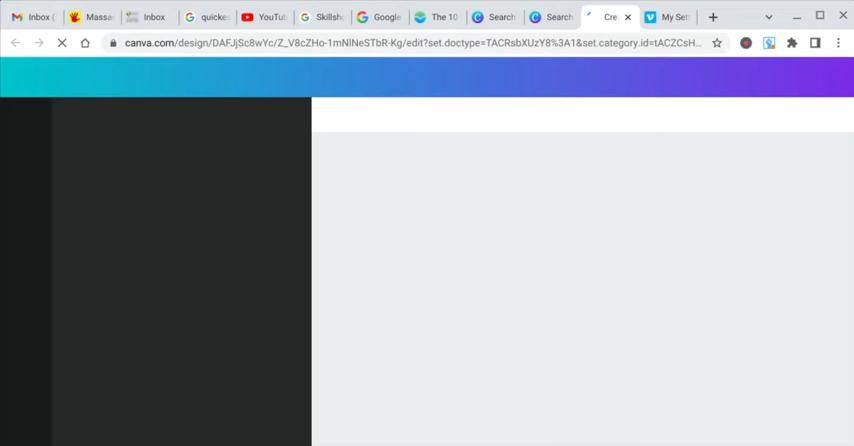 Inbox (
Massa
Inbox
quickes
YouTub
Skillsh
Google
The 10
Search
Search
Cre
My Set
canva.com/design/DAFJjSc8wYc/Z_V8cZHo-1mNlNeSTbR-Kg/edit?set.doctype=TACRsbXUzY8%3A1&set.category.id=tACZCsH...